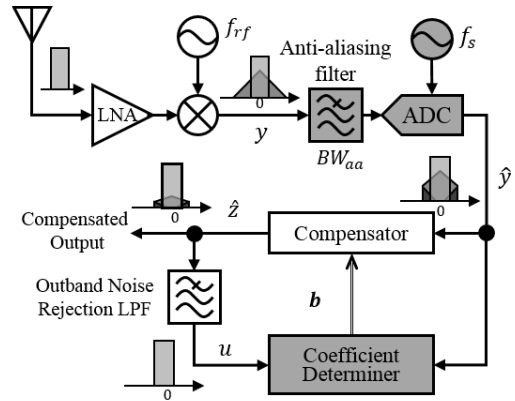 f_rf
Anti-aliasing
filter
f_s
LNA
0
ADC
y
BW_aa
ŷ
0
ẑ
0
Compensated
Output
Compensator
Outband Noise
Rejection LPF
b
u
Coefficient
Determiner
0